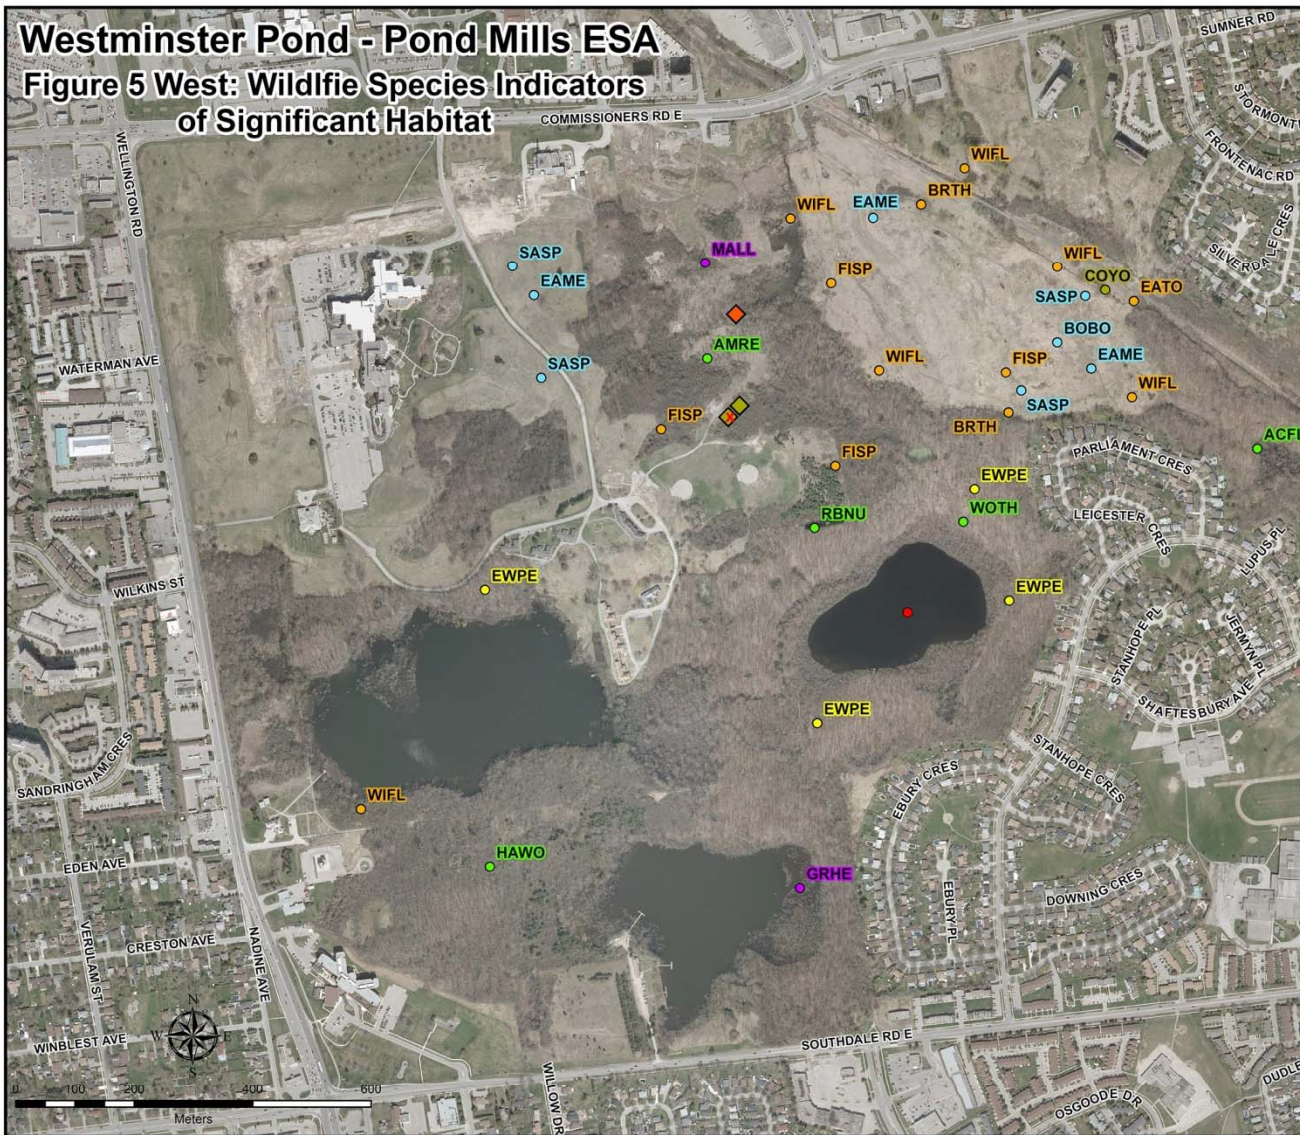 Westminster Pond - Pond Mills ESA
Figure 5 West: Wildlfie Species Indicators
of Significant Habitat
SUMNER RD
COMMISSIONERS RD E
STORMONT
FRONTENAC RD
WELLINGTON RD
SILVERDALE CRES
WIFL
BRTH
EAME
WIFL
SASP
MALL
WIFL
COYO
EAME
FISP
SASP
EATO
BOBO
AMRE
WATERMAN AVE
SASP
WIFL
FISP
EAME
WIFL
SASP
FISP
BRTH
ACFL
PARLIAMENT CRES
FISP
EWPE
RBNU
WOTH
LEICESTER CRES
LUPUS PL
EWPE
WILKINS ST
EWPE
STANHOPE PL
JERMYN PL
SHAFTESBURY AVE
EWPE
STANHOPE CRES
SANDRINGHAM CRES
EBURY CRES
WIFL
HAWO
EDEN AVE
GRHE
DOWNING CRES
EBURY PL
VERULAM ST
CRESTON AVE
NADINE AVE
N
W E
S
WINBLEST AVE
SOUTHDALE RD E
WILLOW DR
DUDLE
OSGOODE DR
0 100 200 400 600
Meters